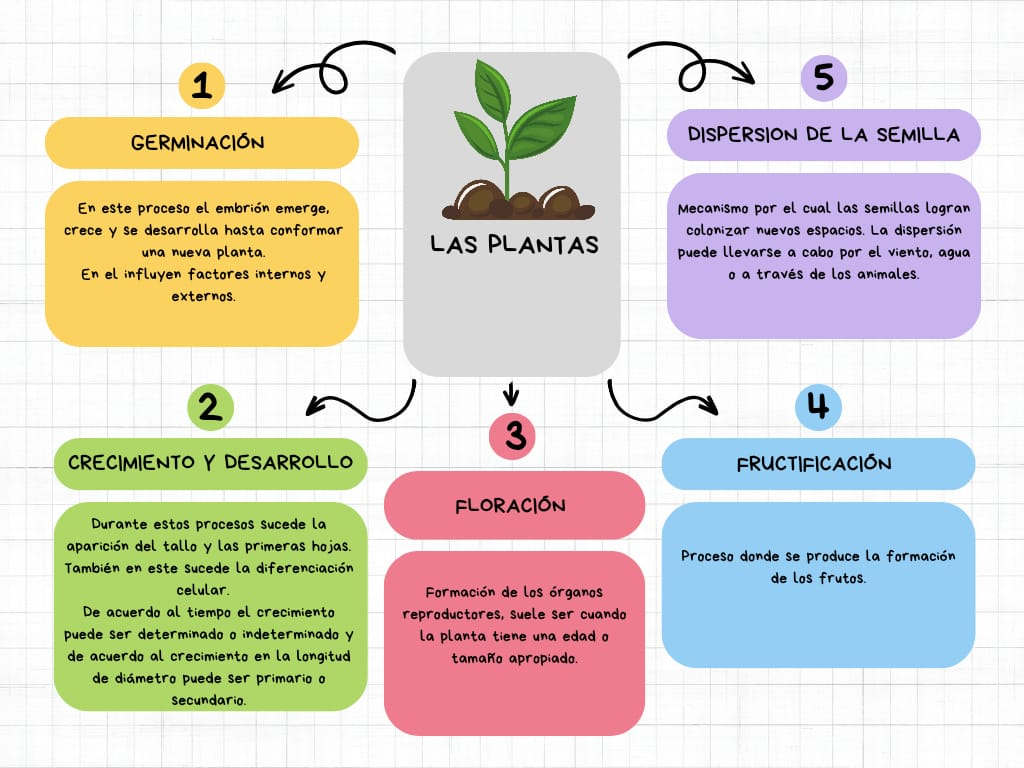 LAS PLANTAS
1
GERMINACIÓN
En este proceso el embrión emerge,
crece y se desarrolla hasta conformar
una nueva planta.
En el influyen factores internos y
externos.
2
CRECIMIENTO Y DESARROLLO
Durante estos procesos sucede la
aparición del tallo y las primeras hojas.
También en este sucede la diferenciación
celular.
De acuerdo al tiempo el crecimiento
puede ser determinado o indeterminado y
de acuerdo al crecimiento en la longitud
de diámetro puede ser primario o
secundario.
3
FLORACIÓN
Formación de los órganos
reproductores, suele ser cuando
la planta tiene una edad o
tamaño apropiado.
4
FRUCTIFICACIÓN
Proceso donde se produce la formación
de los frutos.
5
DISPERSION DE LA SEMILLA
Mecanismo por el cual las semillas logran
colonizar nuevos espacios. La dispersión
puede llevarse a cabo por el viento, agua
o a través de los animales.